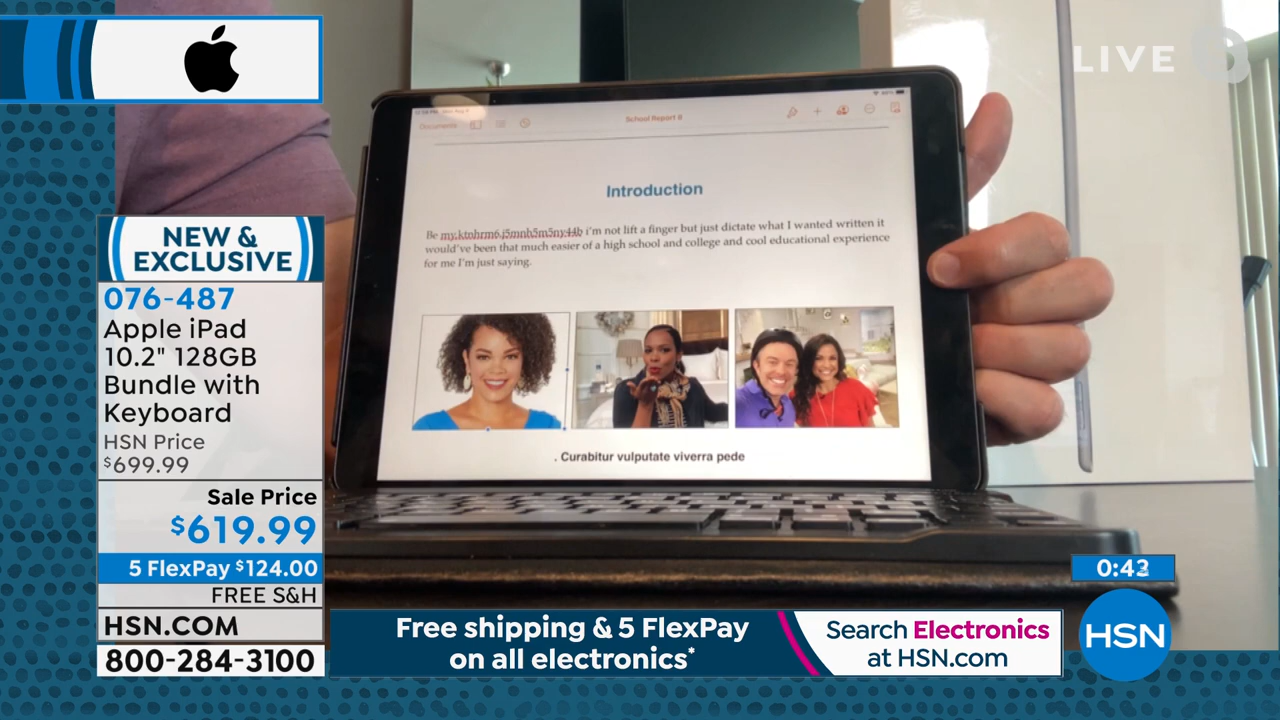 LIVE 8
NEW &
EXCLUSIVE
076-487
Apple iPad
10.2" 128GB
Bundle with
Keyboard
HSN Price
$699.99
Sale Price
$619.99
5 FlexPay $124.00
FREE S&H
HSN.COM
800-284-3100
Documents
School Report 8
Introduction
Be my.ktnhrm6.j5mnh5m5ny44b i'm not lift a finger but just dictate what I wanted written it
would've been that much easier of a high school and college and cool educational experience
for me I'm just saying.
. Curabitur vulputate viverra pede
0:43
Free shipping & 5 FlexPay
on all electronics*
Search Electronics
at HSN.com
HSN